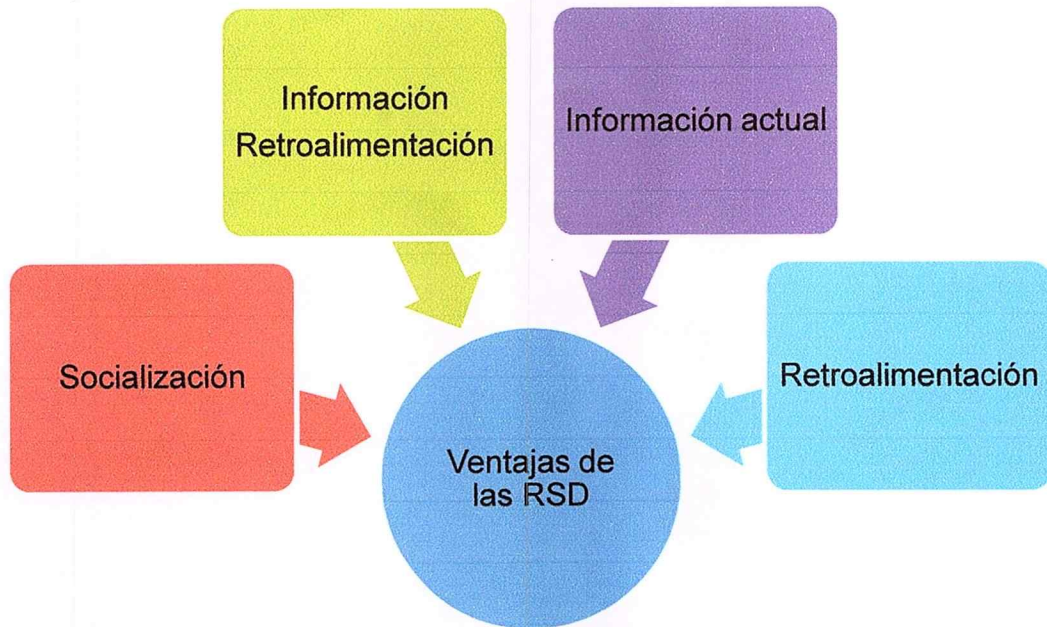 Información
Retroalimentación
Información actual
Socialización
Retroalimentación
Ventajas de
las RSD